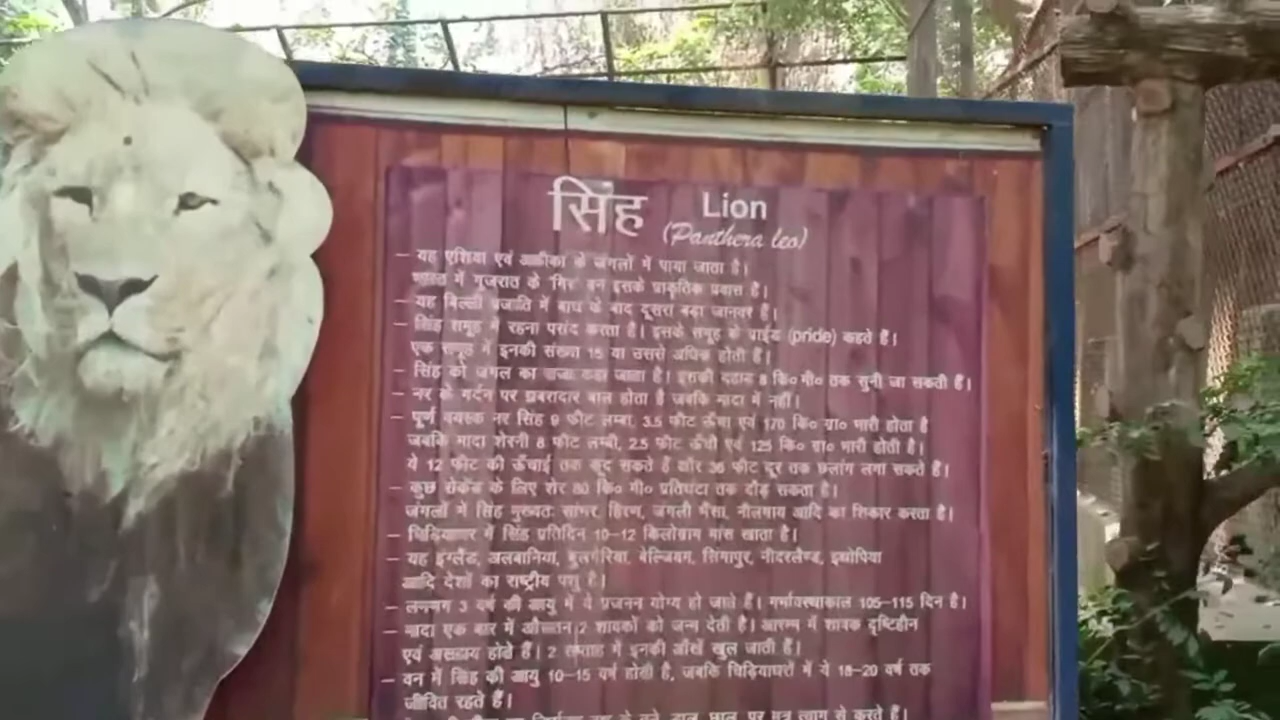 सिंह Lion
(Panthera leo)
– यह एशिया एवं अफ्रीका के जंगलों में पाया जाता है।
भारत में गुजरात के 'गिर' वन इसके प्राकृतिक प्रवास है।
– यह बिल्ली प्रजाति में बाघ के बाद दूसरा बड़ा जानवर है।
– सिंह समूह में रहना पसंद करता है। इसके समूह को प्राईड (pride) कहते हैं।
एक समूह में इनकी संख्या 15 या उससे अधिक होती हैं।
– सिंह को जंगल का राजा कहा जाता है। इसकी दहाड़ 8 कि० मी० तक सुनी जा सकती हैं।
– नर के गर्दन पर झबरादार बाल होता है जबकि मादा में नहीं।
– पूर्ण वयस्क नर सिंह 9 फीट लम्बा, 3.5 फीट ऊँचा एवं 170 कि० ग्रा० भारी होता है
जबकि मादा शेरनी 8 फीट लम्बी, 2.5 फीट ऊँची एवं 125 कि० ग्रा० भारी होती है।
ये 12 फीट की ऊँचाई तक कूद सकते हैं और 36 फीट दूर तक छलांग लगा सकते हैं।
– कुछ सेकेंड के लिए शेर 80 कि० मी० प्रतिघंटा तक दौड़ सकता है।
जंगलों में सिंह मुख्यतः सांभर, हिरण, जंगली भैंसा, नीलगाय आदि का शिकार करता है।
– चिड़ियाघर में सिंह प्रतिदिन 10–12 किलोग्राम मांस खाता है।
– यह इंग्लैंड, अलबानिया, बुलगेरिया, बेल्जियम, सिंगापुर, नीदरलैण्ड, इथोपिया
आदि देशों का राष्ट्रीय पशु है।
– लगभग 3 वर्ष की आयु में ये प्रजनन योग्य हो जाते हैं। गर्भावस्थाकाल 105–115 दिन है।
– मादा एक बार में औसतन 2 शावकों को जन्म देती है। आरम्भ में शावक दृष्टिहीन
एवं असहाय होते हैं। 2 सप्ताह में इनकी आँखें खुल जाती हैं।
– वन में सिंह की आयु 10–15 वर्ष होती है, जबकि चिड़ियाघरों में ये 18–20 वर्ष तक
जीवित रहते हैं।
पर मूत्र त्याग से करते हैं।